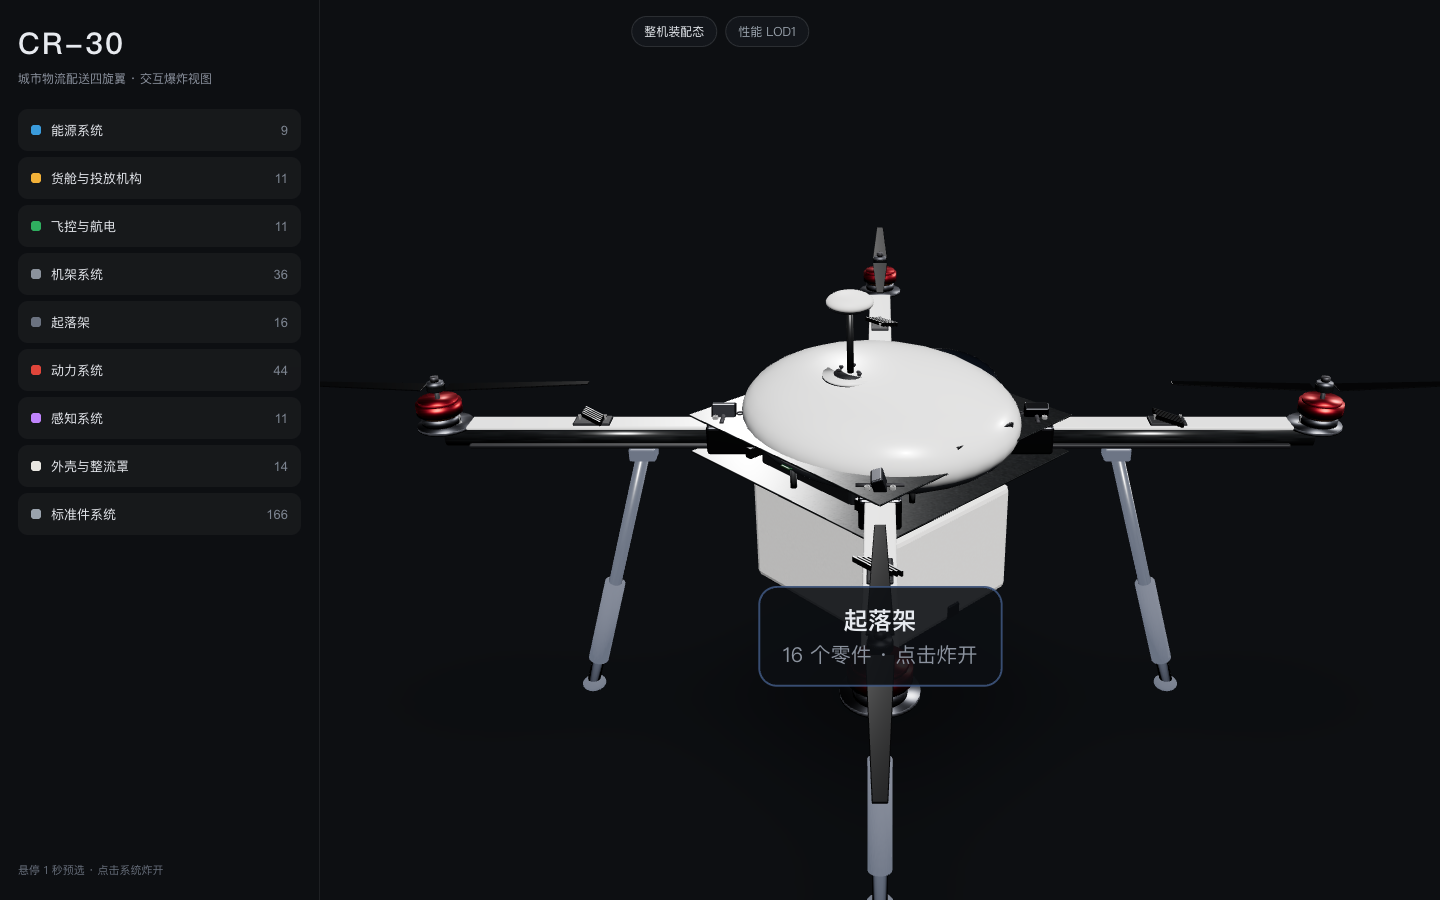 CR-30
城市物流配送四旋翼 · 交互爆炸视图
能源系统 9
货舱与投放机构 11
飞控与航电 11
机架系统 36
起落架 16
动力系统 44
感知系统 11
外壳与整流罩 14
标准件系统 166
悬停 1 秒预选 · 点击系统炸开
整机装配态
性能 LOD1
起落架
16 个零件 · 点击炸开